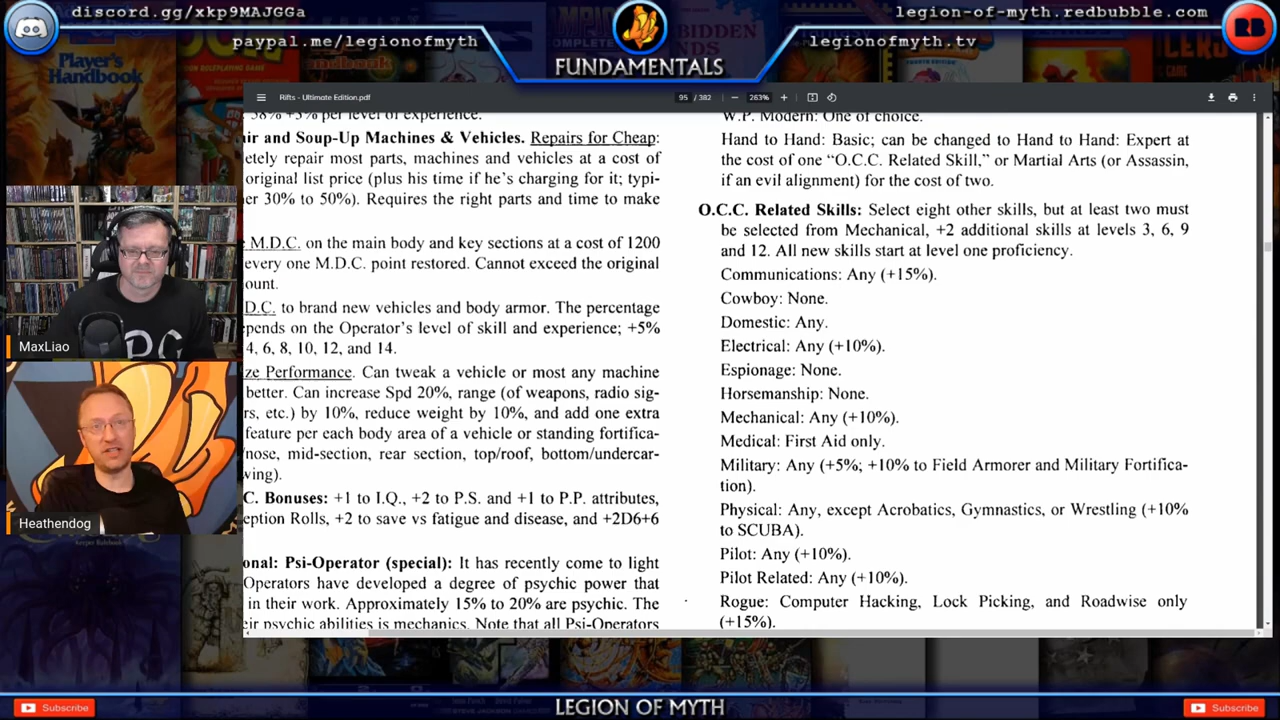 discord.gg/xkp9MAJGGa
legion-of-myth.redbubble.com
paypal.me/legionofmyth
legionofmyth.tv
FUNDAMENTALS
RB
Player's
Handbook
Rifts - Ultimate Edition.pdf
95 / 382
263%
58% +3% per level of experience.
ir and Soup-Up Machines & Vehicles. Repairs for Cheap:
etely repair most parts, machines and vehicles at a cost of
original list price (plus his time if he's charging for it; typi-
er 30% to 50%). Requires the right parts and time to make
M.D.C. on the main body and key sections at a cost of 1200
every one M.D.C. point restored. Cannot exceed the original
ount.
D.C. to brand new vehicles and body armor. The percentage
epends on the Operator's level of skill and experience; +5%
4, 6, 8, 10, 12, and 14.
ze Performance. Can tweak a vehicle or most any machine
better. Can increase Spd 20%, range (of weapons, radio sig-
rs, etc.) by 10%, reduce weight by 10%, and add one extra
feature per each body area of a vehicle or standing fortifica-
/nose, mid-section, rear section, top/roof, bottom/undercar-
wing).
C. Bonuses: +1 to I.Q., +2 to P.S. and +1 to P.P. attributes,
eption Rolls, +2 to save vs fatigue and disease, and +2D6+6
onal: Psi-Operator (special): It has recently come to light
Operators have developed a degree of psychic power that
in their work. Approximately 15% to 20% are psychic. The
eir psychic abilities is mechanics. Note that all Psi-Operators
W.P. Modern: One of choice.
Hand to Hand: Basic; can be changed to Hand to Hand: Expert at
the cost of one “O.C.C. Related Skill,” or Martial Arts (or Assassin,
if an evil alignment) for the cost of two.
O.C.C. Related Skills: Select eight other skills, but at least two must
be selected from Mechanical, +2 additional skills at levels 3, 6, 9
and 12. All new skills start at level one proficiency.
Communications: Any (+15%).
Cowboy: None.
Domestic: Any.
Electrical: Any (+10%).
Espionage: None.
Horsemanship: None.
Mechanical: Any (+10%).
Medical: First Aid only.
Military: Any (+5%; +10% to Field Armorer and Military Fortifica-
tion).
Physical: Any, except Acrobatics, Gymnastics, or Wrestling (+10%
to SCUBA).
Pilot: Any (+10%).
Pilot Related: Any (+10%).
Rogue: Computer Hacking, Lock Picking, and Roadwise only
(+15%).
MaxLiao
Heathendog
Subscribe
LEGION OF MYTH
Subscribe